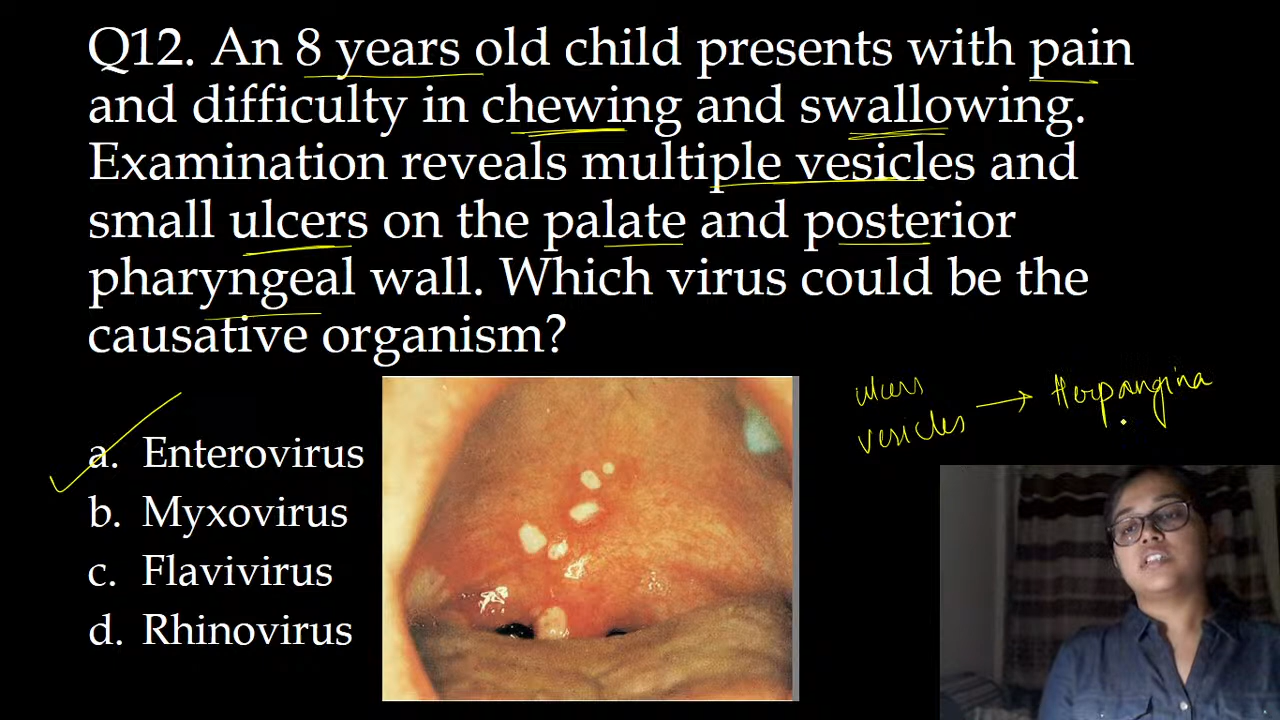 Q12. An 8 years old child presents with pain
and difficulty in chewing and swallowing.
Examination reveals multiple vesicles and
small ulcers on the palate and posterior
pharyngeal wall. Which virus could be the
causative organism?
a. Enterovirus
b. Myxovirus
c. Flavivirus
d. Rhinovirus
ulcers
vesicles → Herpangina